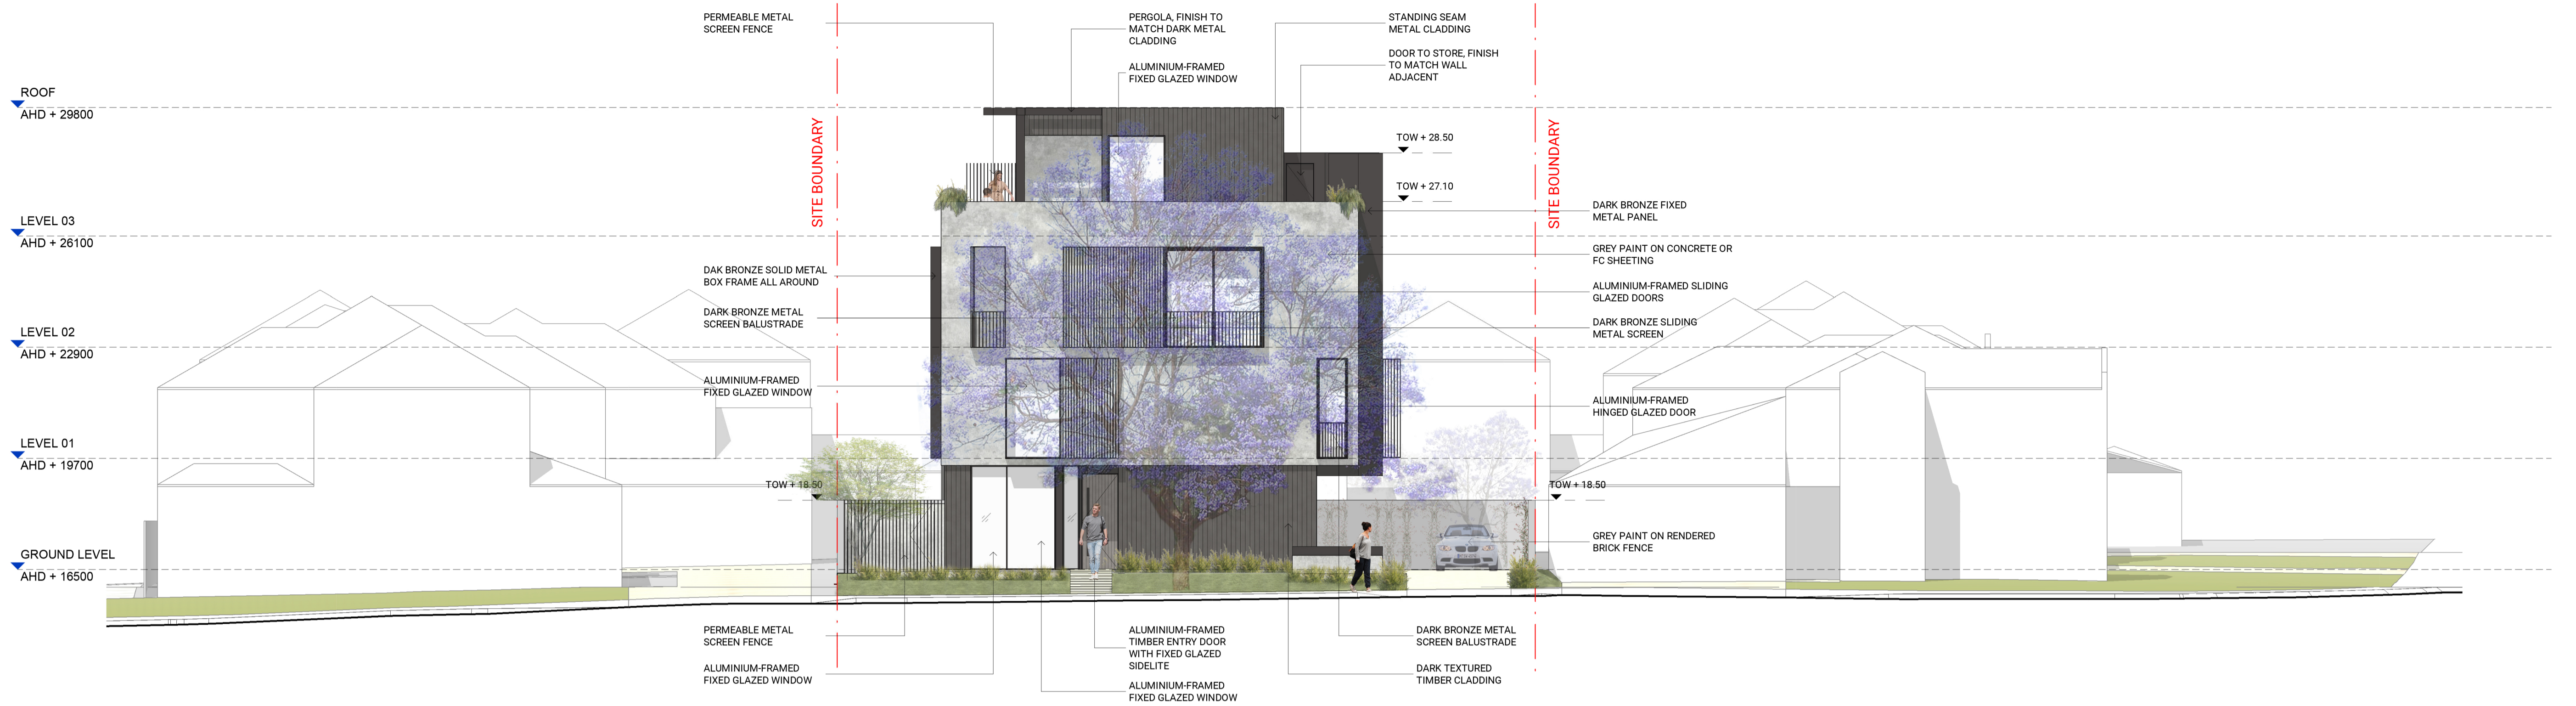 PERMEABLE METAL
SCREEN FENCE
PERGOLA, FINISH TO
MATCH DARK METAL
CLADDING
ALUMINIUM-FRAMED
FIXED GLAZED WINDOW
STANDING SEAM
METAL CLADDING
DOOR TO STORE, FINISH
TO MATCH WALL
ADJACENT
ROOF
AHD + 29800
SITE BOUNDARY
SITE BOUNDARY
TOW + 28.50
TOW + 27.10
LEVEL 03
AHD + 26100
DARK BRONZE FIXED
METAL PANEL
GREY PAINT ON CONCRETE OR
FC SHEETING
DAK BRONZE SOLID METAL
BOX FRAME ALL AROUND
ALUMINIUM-FRAMED SLIDING
GLAZED DOORS
DARK BRONZE METAL
SCREEN BALUSTRADE
DARK BRONZE SLIDING
METAL SCREEN
LEVEL 02
AHD + 22900
ALUMINIUM-FRAMED
FIXED GLAZED WINDOW
ALUMINIUM-FRAMED
HINGED GLAZED DOOR
LEVEL 01
AHD + 19700
TOW + 18.50
TOW + 18.50
GREY PAINT ON RENDERED
BRICK FENCE
GROUND LEVEL
AHD + 16500
PERMEABLE METAL
SCREEN FENCE
ALUMINIUM-FRAMED
FIXED GLAZED WINDOW
ALUMINIUM-FRAMED
TIMBER ENTRY DOOR
WITH FIXED GLAZED
SIDELITE
ALUMINIUM-FRAMED
FIXED GLAZED WINDOW
DARK BRONZE METAL
SCREEN BALUSTRADE
DARK TEXTURED
TIMBER CLADDING